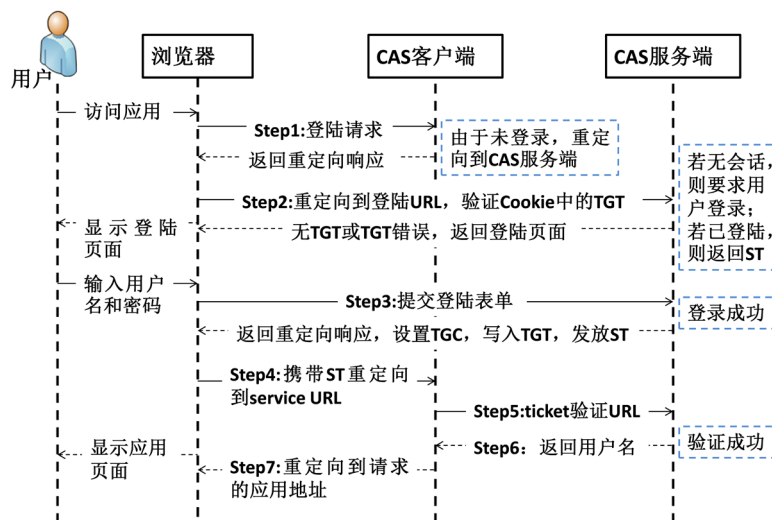 用户
浏览器
CAS客户端
CAS服务端
访问应用
Step1:登陆请求
返回重定向响应
由于未登录，重定
向到CAS服务端
Step2:重定向到登陆URL，验证Cookie中的TGT
无TGT或TGT错误，返回登陆页面
显示登陆
页面
若无会话，
则要求用
户登录；
若已登陆，
则返回ST
输入用户
名和密码
Step3:提交登陆表单
登录成功
返回重定向响应，设置TGC，写入TGT，发放ST
Step4:携带ST重定向
到service URL
Step5:ticket验证URL
Step6：返回用户名
验证成功
显示应用
页面
Step7:重定向到请求
的应用地址